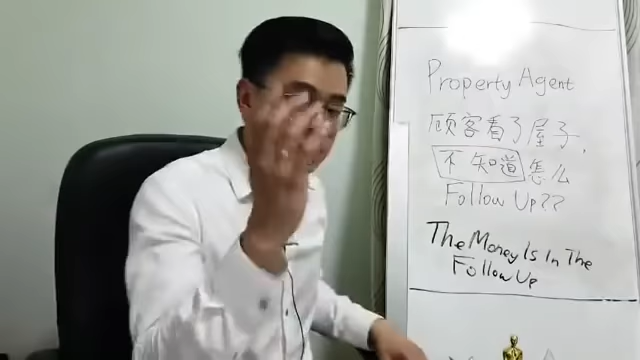 Property Agent
顾客看了屋子,
不知道怎么
Follow Up??
The Money Is In The
Follow Up